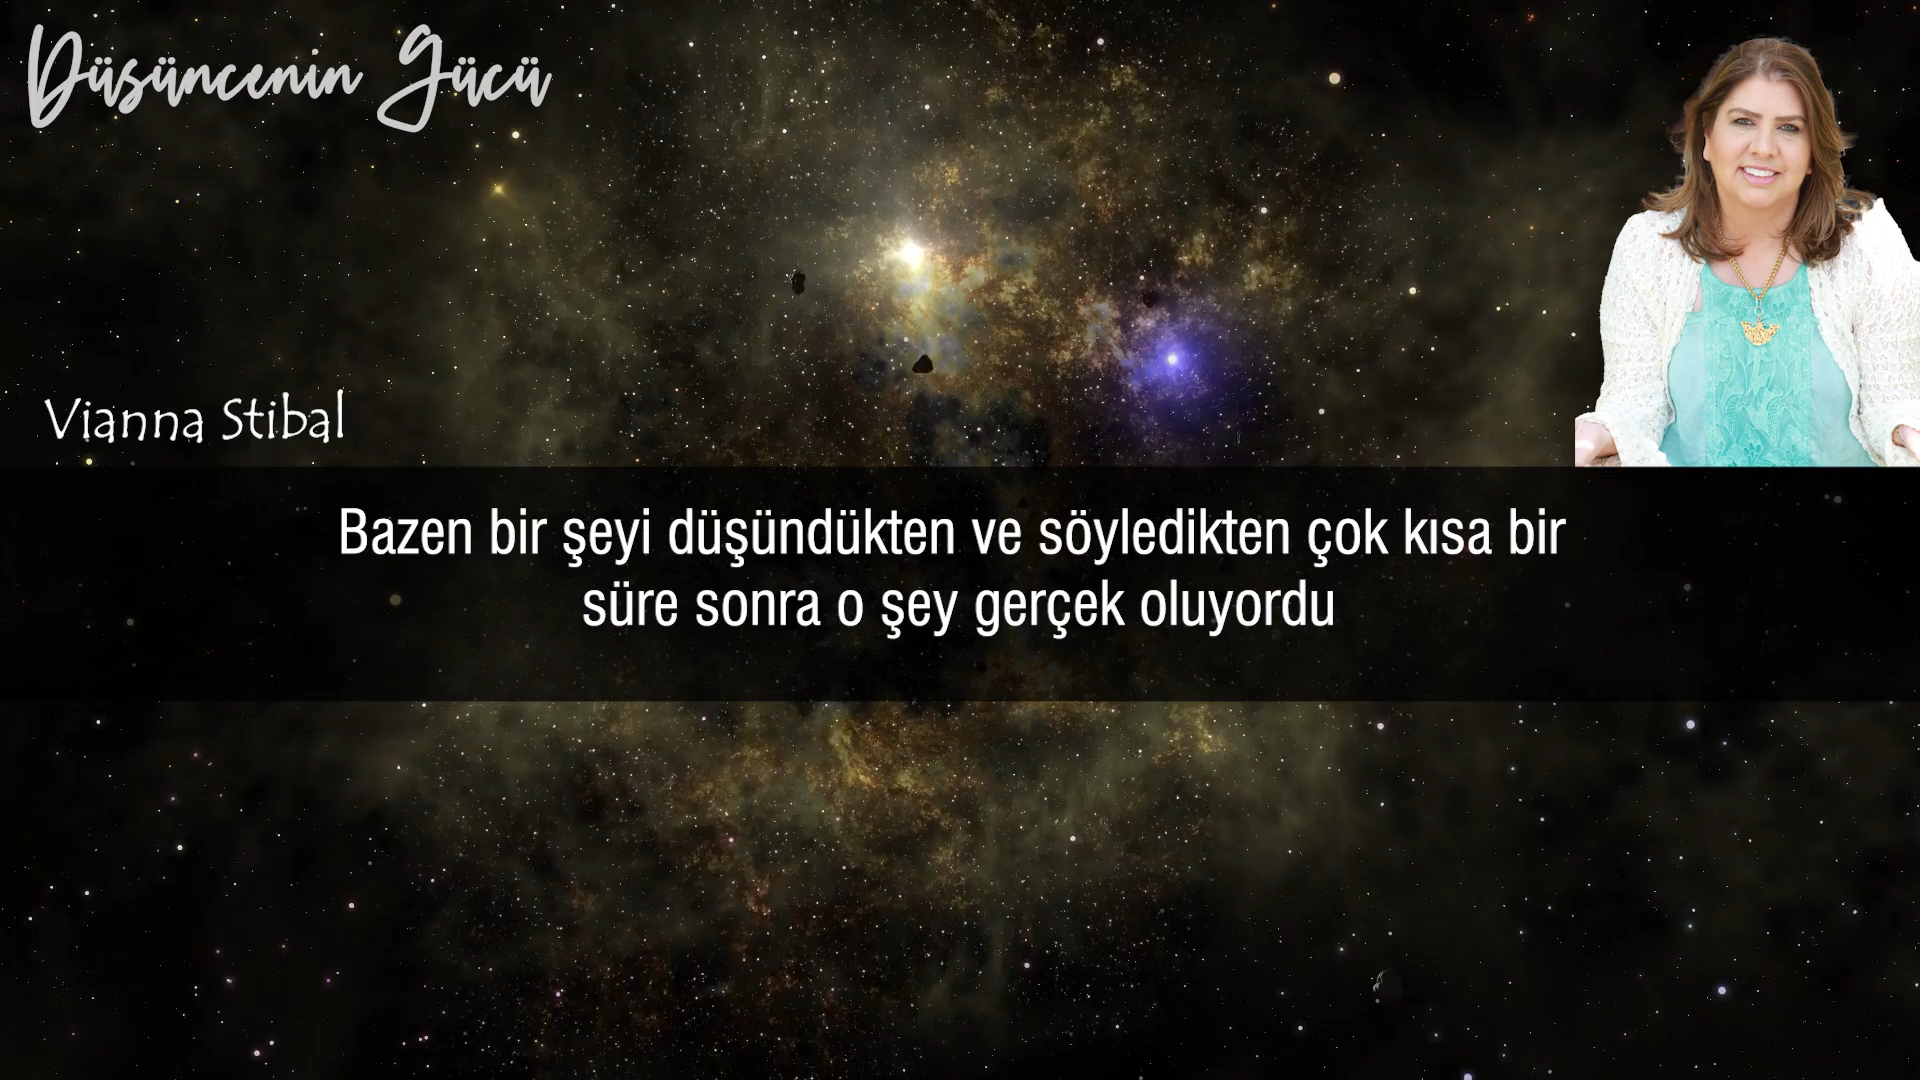 Düşüncenin Gücü
Vianna Stibal
Bazen bir şeyi düşündükten ve söyledikten çok kısa bir
süre sonra o şey gerçek oluyordu